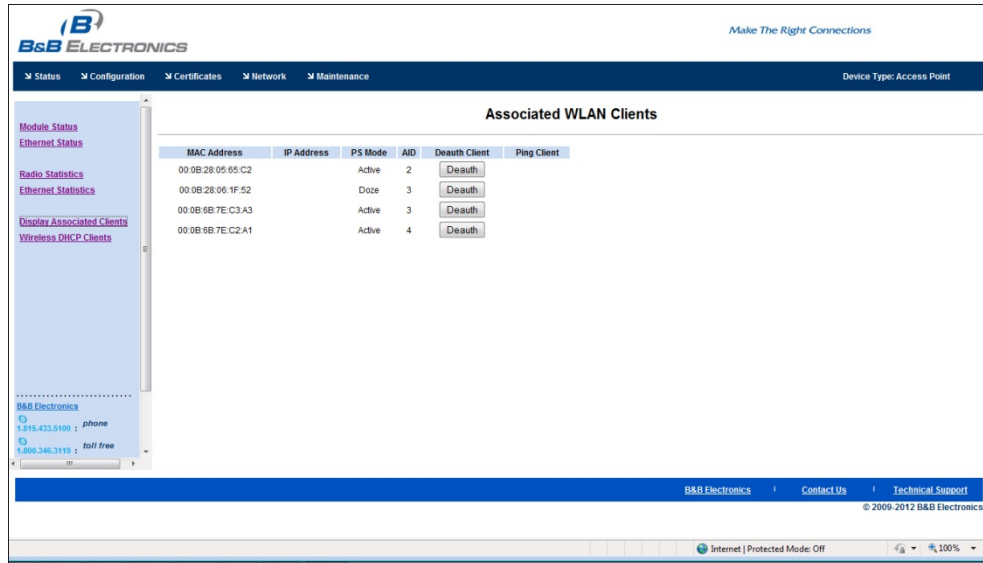 B&B ELECTRONICS
Make The Right Connections
Status Configuration Certificates Network Maintenance Device Type: Access Point
Associated WLAN Clients
Module Status
Ethernet Status
Radio Statistics
Ethernet Statistics
Display Associated Clients
Wireless DHCP Clients
MAC Address IP Address PS Mode AID Deauth Client Ping Client
00:0B:28:05:65:C2 Active 2 Deauth
00:0B:28:06:1F:52 Doze 3 Deauth
00:0B:6B:7E:C3:A3 Active 3 Deauth
00:0B:6B:7E:C2:A1 Active 4 Deauth
B&B Electronics
1.815.433.5100 : phone
1.800.346.3119 : toll free
B&B Electronics | Contact Us | Technical Support
© 2009-2012 B&B Electronics
Internet | Protected Mode: Off 100%